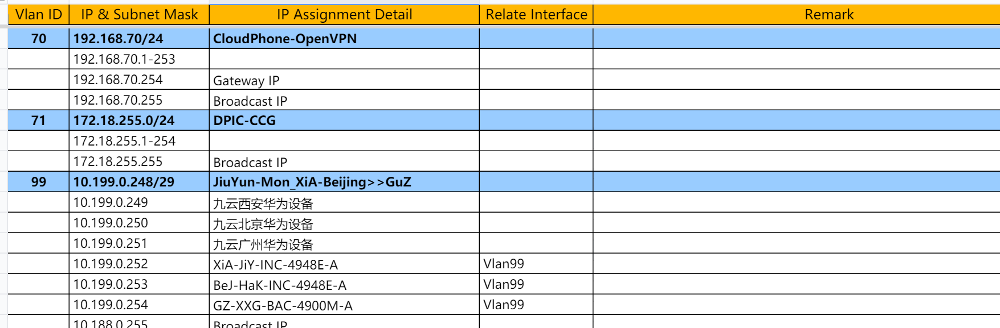 Vlan ID IP & Subnet Mask IP Assignment Detail Relate Interface Remark
70 192.168.70/24 CloudPhone-OpenVPN
192.168.70.1-253
192.168.70.254 Gateway IP
192.168.70.255 Broadcast IP
71 172.18.255.0/24 DPIC-CCG
172.18.255.1-254
172.18.255.255 Broadcast IP
99 10.199.0.248/29 JiuYun-Mon_XiA-Beijing>>GuZ
10.199.0.249 九云西安华为设备
10.199.0.250 九云北京华为设备
10.199.0.251 九云广州华为设备
10.199.0.252 XiA-JiY-INC-4948E-A Vlan99
10.199.0.253 BeJ-HaK-INC-4948E-A Vlan99
10.199.0.254 GZ-XXG-BAC-4900M-A Vlan99
10.188.0.255 Broadcast IP